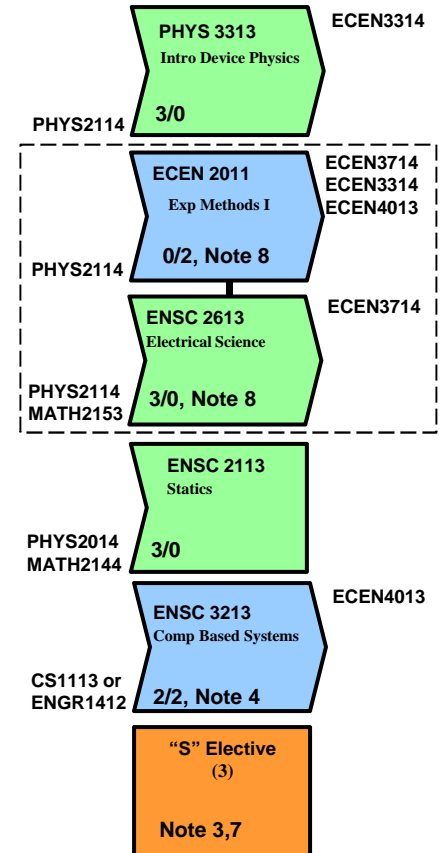 PHYS 3313
ECEN3314
Intro Device Physics
3/0
PHYS2114
ECEN 2011
ECEN3714
ECEN3314
ECEN4013
Exp Methods I
0/2, Note 8
PHYS2114
ENSC 2613
ECEN3714
Electrical Science
3/0, Note 8
PHYS2114
MATH2153
ENSC 2113
Statics
3/0
PHYS2014
MATH2144
ENSC 3213
ECEN4013
Comp Based Systems
2/2, Note 4
CS1113 or
ENGR1412
“S” Elective
(3)
Note 3,7